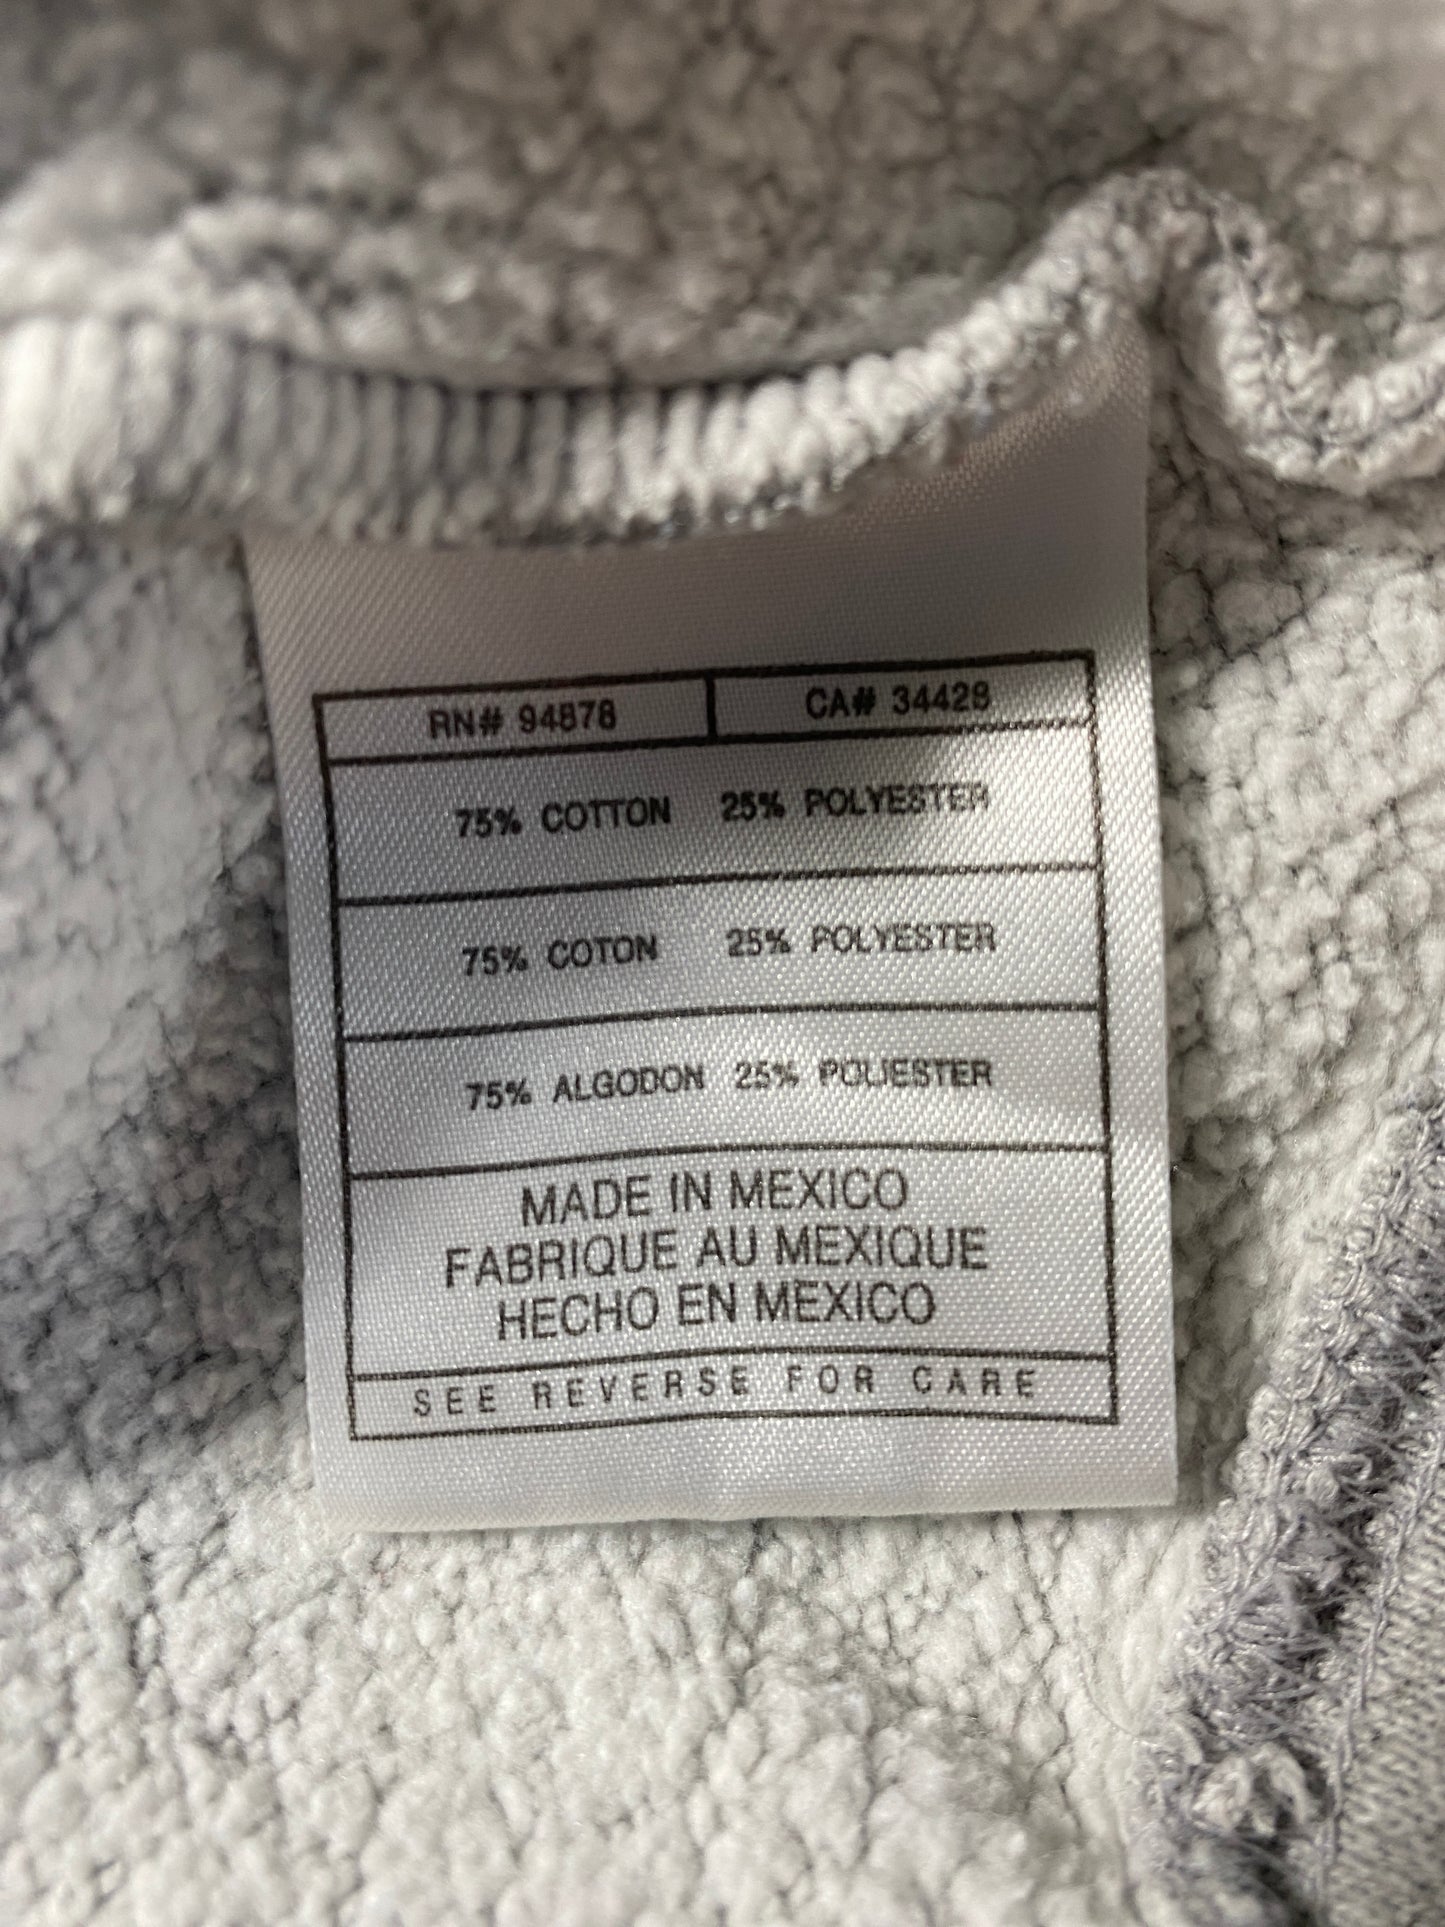 RN# 94878 CA# 34428
75% COTTON 25% POLYESTER
75% COTON 25% POLYESTER
75% ALGODON 25% POLIESTER
MADE IN MEXICO
FABRIQUE AU MEXIQUE
HECHO EN MEXICO
SEE REVERSE FOR CARE